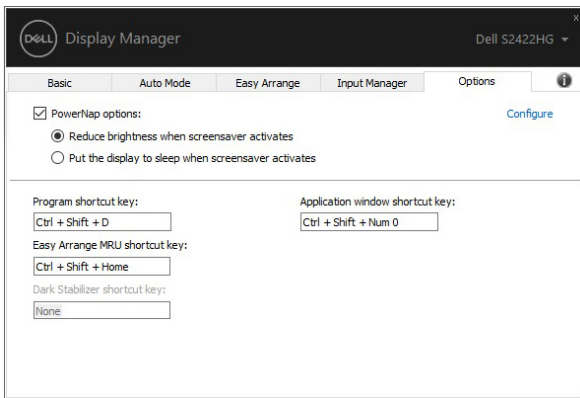 DELL Display Manager
Dell S2422HG
Basic Auto Mode Easy Arrange Input Manager Options
PowerNap options: Configure
Reduce brightness when screensaver activates
Put the display to sleep when screensaver activates
Program shortcut key: Application window shortcut key:
Ctrl + Shift + D Ctrl + Shift + Num 0
Easy Arrange MRU shortcut key:
Ctrl + Shift + Home
Dark Stabilizer shortcut key:
None